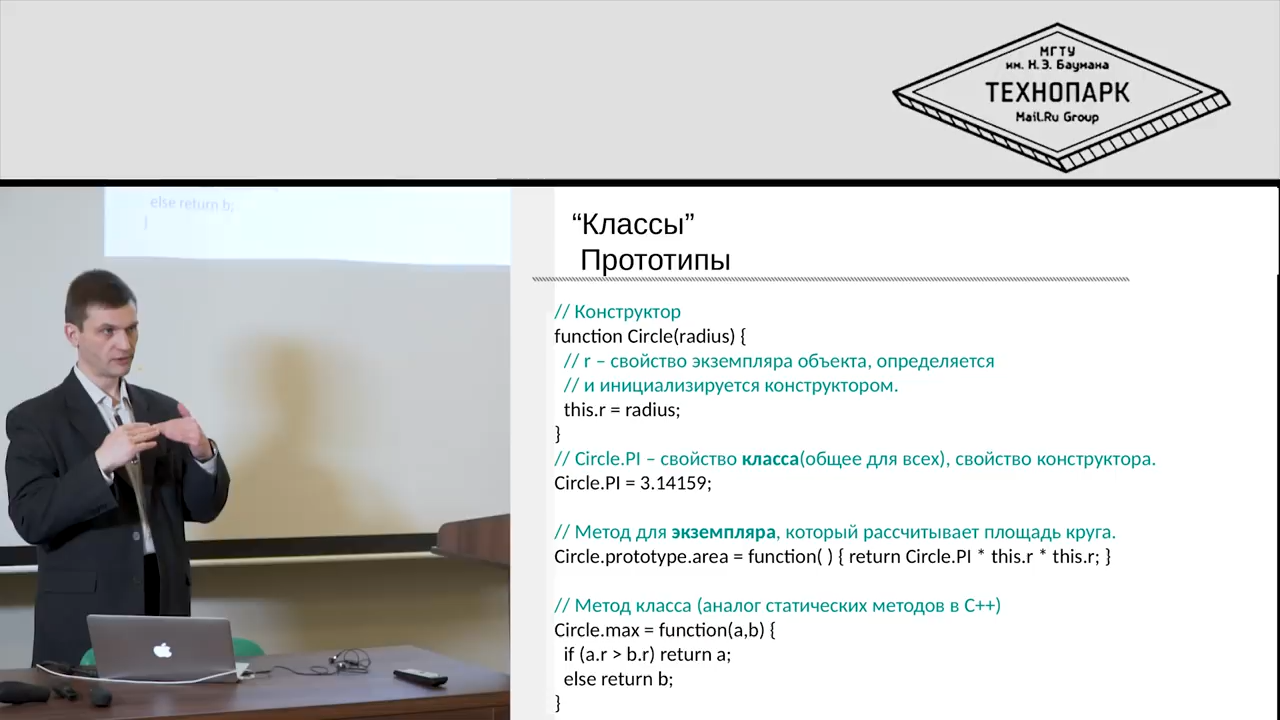 МГТУ
им. Н.Э. Баумана
ТЕХНОПАРК
Mail.Ru Group
else return b;
}
“Классы”
Прототипы
// Конструктор
function Circle(radius) {
// r – свойство экземпляра объекта, определяется
// и инициализируется конструктором.
this.r = radius;
}
// Circle.PI – свойство класса(общее для всех), свойство конструктора.
Circle.PI = 3.14159;
// Метод для экземпляра, который рассчитывает площадь круга.
Circle.prototype.area = function( ) { return Circle.PI * this.r * this.r; }
// Метод класса (аналог статических методов в C++)
Circle.max = function(a,b) {
if (a.r > b.r) return a;
else return b;
}